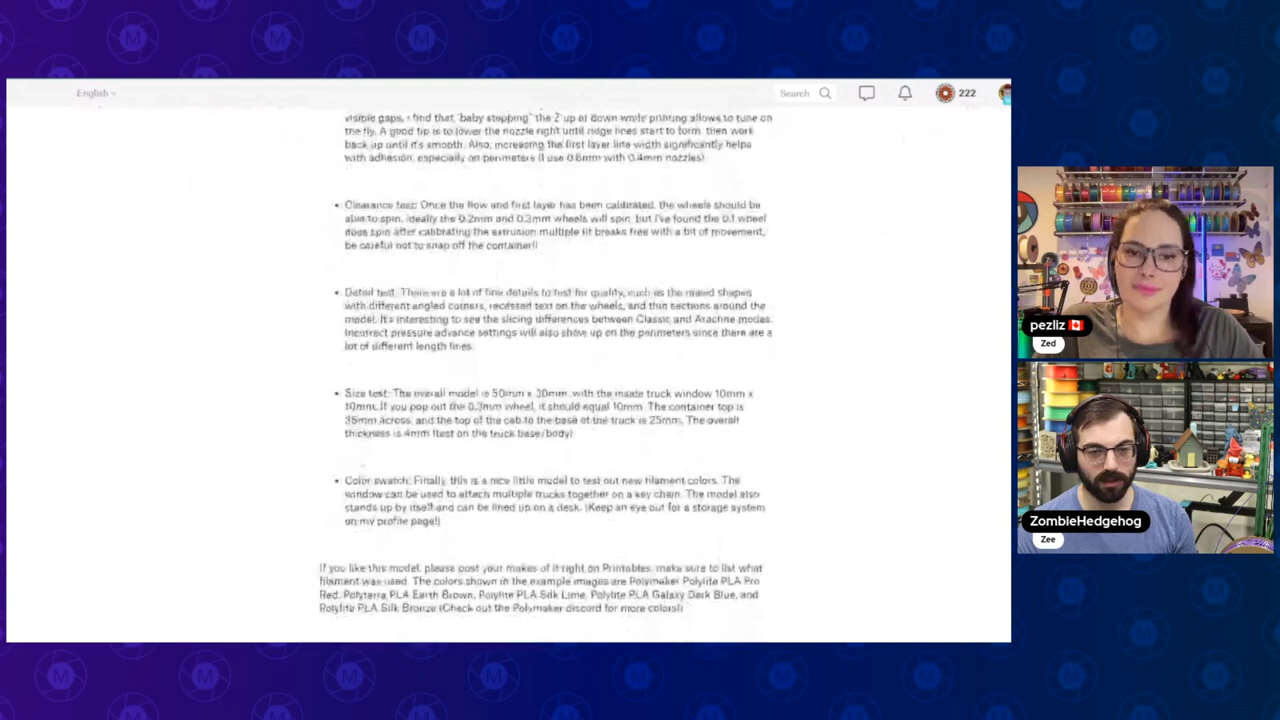 English
Search
222
visible gaps, I find that "baby stepping" the Z up or down while printing allows to tune on
the fly. A good tip is to lower the nozzle right until ridge lines start to form, then work
back up until it's smooth. Also, increasing the first layer line width significantly helps
with adhesion, especially on perimeters (I use 0.6mm with 0.4mm nozzles)
• Clearance test: Once the flow and first layer has been calibrated, the wheels should be
able to spin. Ideally the 0.2mm and 0.3mm wheels will spin, but I've found the 0.1 wheel
does spin after calibrating the extrusion multiple (it breaks free with a bit of movement,
be careful not to snap off the container!)
• Detail test: There are a lot of fine details to test for quality, such as the raised shapes
with different angled corners, recessed text on the wheels, and thin sections around the
model. It's interesting to see the slicing differences between Classic and Arachne modes.
Incorrect pressure advance settings will also show up on the perimeters since there are a
lot of different length lines.
• Size test: The overall model is 50mm x 30mm, with the inside truck window 10mm x
10mm. If you pop out the 0.3mm wheel, it should equal 10mm. The container top is
35mm across, and the top of the cab to the base of the truck is 25mm. The overall
thickness is 4mm (test on the truck base/body)
• Color swatch: Finally, this is a nice little model to test out new filament colors. The
window can be used to attach multiple trucks together on a key chain. The model also
stands up by itself and can be lined up on a desk. (Keep an eye out for a storage system
on my profile page!)
If you like this model, please post your makes of it right on Printables, make sure to list what
filament was used. The colors shown in the example images are Polymaker Polylite PLA Pro
Red, Polyterra PLA Earth Brown, Polylite PLA Silk Lime, Polylite PLA Galaxy Dark Blue, and
Polylite PLA Silk Bronze (Check out the Polymaker discord for more colors!)
pezliz
Zed
ZombieHedgehog
Zee